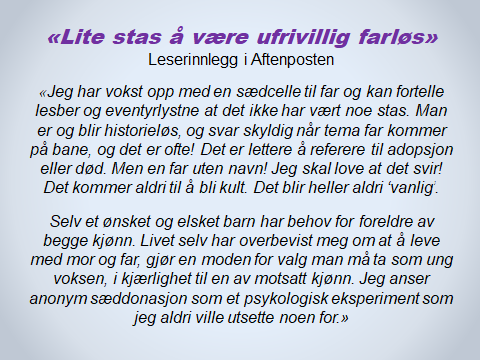 «Lite stas å være ufrivillig farløs»
Leserinnlegg i Aftenposten
«Jeg har vokst opp med en sædcelle til far og kan fortelle
lesber og eventyrlystne at det ikke har vært noe stas. Man
er og blir historieløs, og svar skyldig når tema far kommer
på bane, og det er ofte! Det er lettere å referere til adopsjon
eller død. Men en far uten navn! Jeg skal love at det svir!
Det kommer aldri til å bli kult. Det blir heller aldri ‘vanlig’.
Selv et ønsket og elsket barn har behov for foreldre av
begge kjønn. Livet selv har overbevist meg om at å leve
med mor og far, gjør en moden for valg man må ta som ung
voksen, i kjærlighet til en av motsatt kjønn. Jeg anser
anonym sæddonasjon som et psykologisk eksperiment som
jeg aldri ville utsette noen for.»